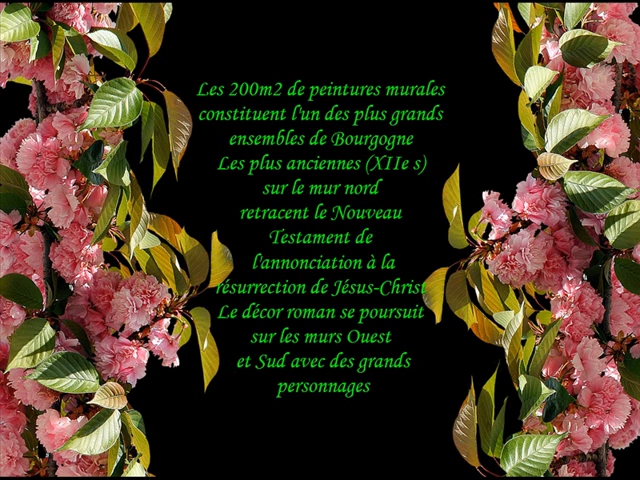 Les 200m2 de peintures murales
constituent l'un des plus grands
ensembles de Bourgogne
Les plus anciennes (XIIe s)
sur le mur nord
retracent le Nouveau
Testament de
l'annonciation à la
résurrection de Jésus-Christ
Le décor roman se poursuit
sur les murs Ouest
et Sud avec des grands
personnages